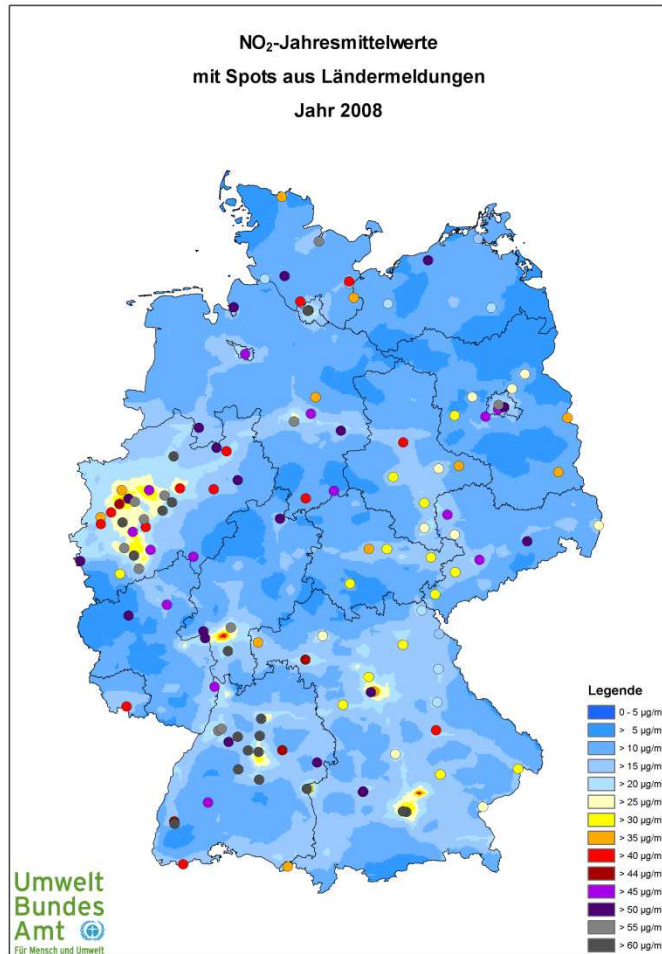 NO₂-Jahresmittelwerte
mit Spots aus Ländermeldungen
Jahr 2008
Legende
0 - 5 µg/m
> 5 µg/m
> 10 µg/m
> 15 µg/m
> 20 µg/m
> 25 µg/m
> 30 µg/m
> 35 µg/m
> 40 µg/m
> 44 µg/m
> 45 µg/m
> 50 µg/m
> 55 µg/m
> 60 µg/m
Umwelt
Bundes
Amt
Für Mensch und Umwelt